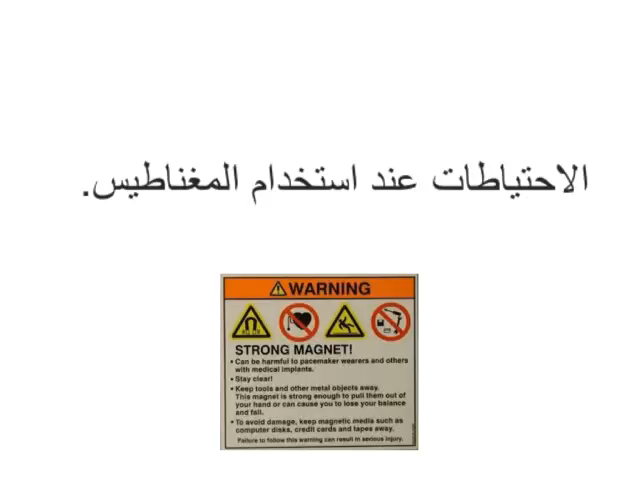 الاحتياطات عند استخدام المغناطيس.
WARNING
STRONG MAGNET!
• Can be harmful to pacemaker wearers and others
with medical implants.
• Stay clear!
• Keep tools and other metal objects away.
This magnet is strong enough to pull them out of
your hand or can cause you to lose your balance
and fall.
• To avoid damage, keep magnetic media such as
computer disks, credit cards and tapes away.
Failure to follow this warning can result in serious injury.